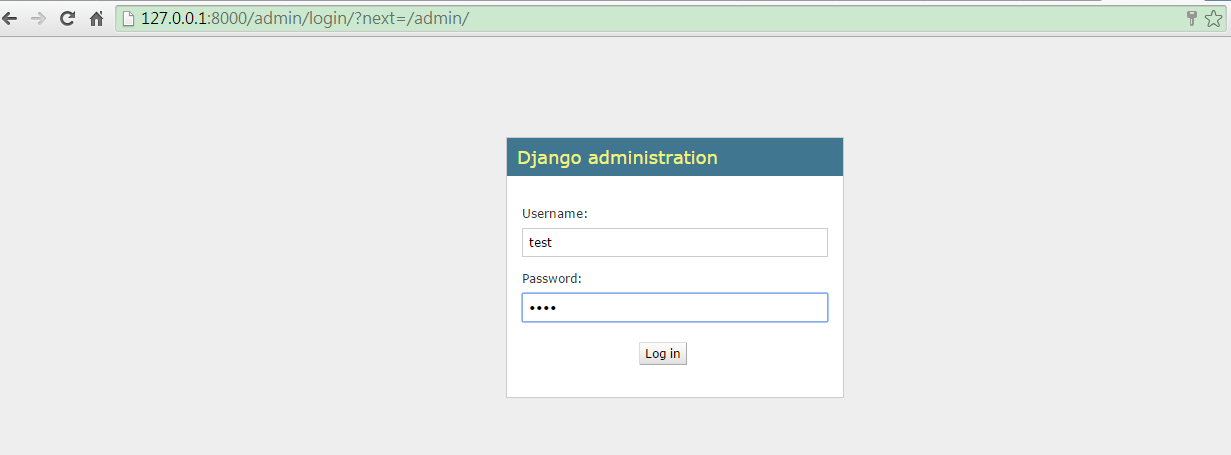 127.0.0.1:8000/admin/login/?next=/admin/
Django administration
Username:
test
Password:
••••
Log in